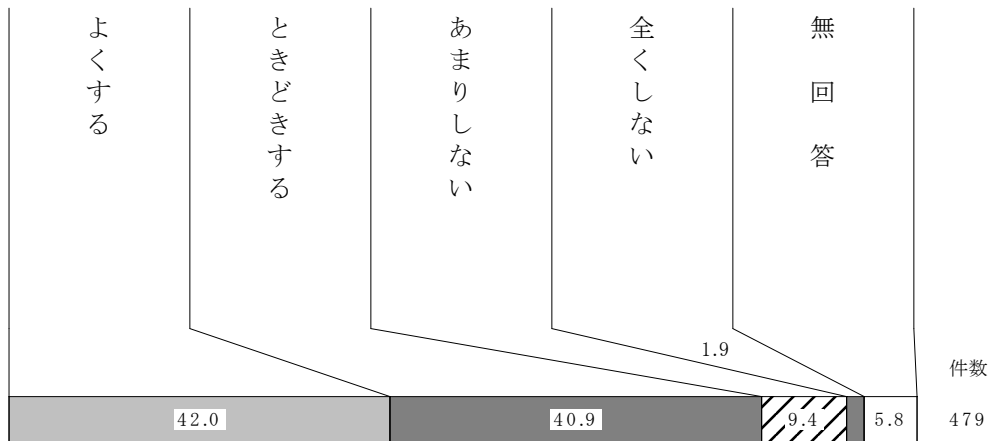 よくする
ときどきする
あまりしない
全くしない
無回答
1.9
件数
42.0
40.9
9.4
5.8
479